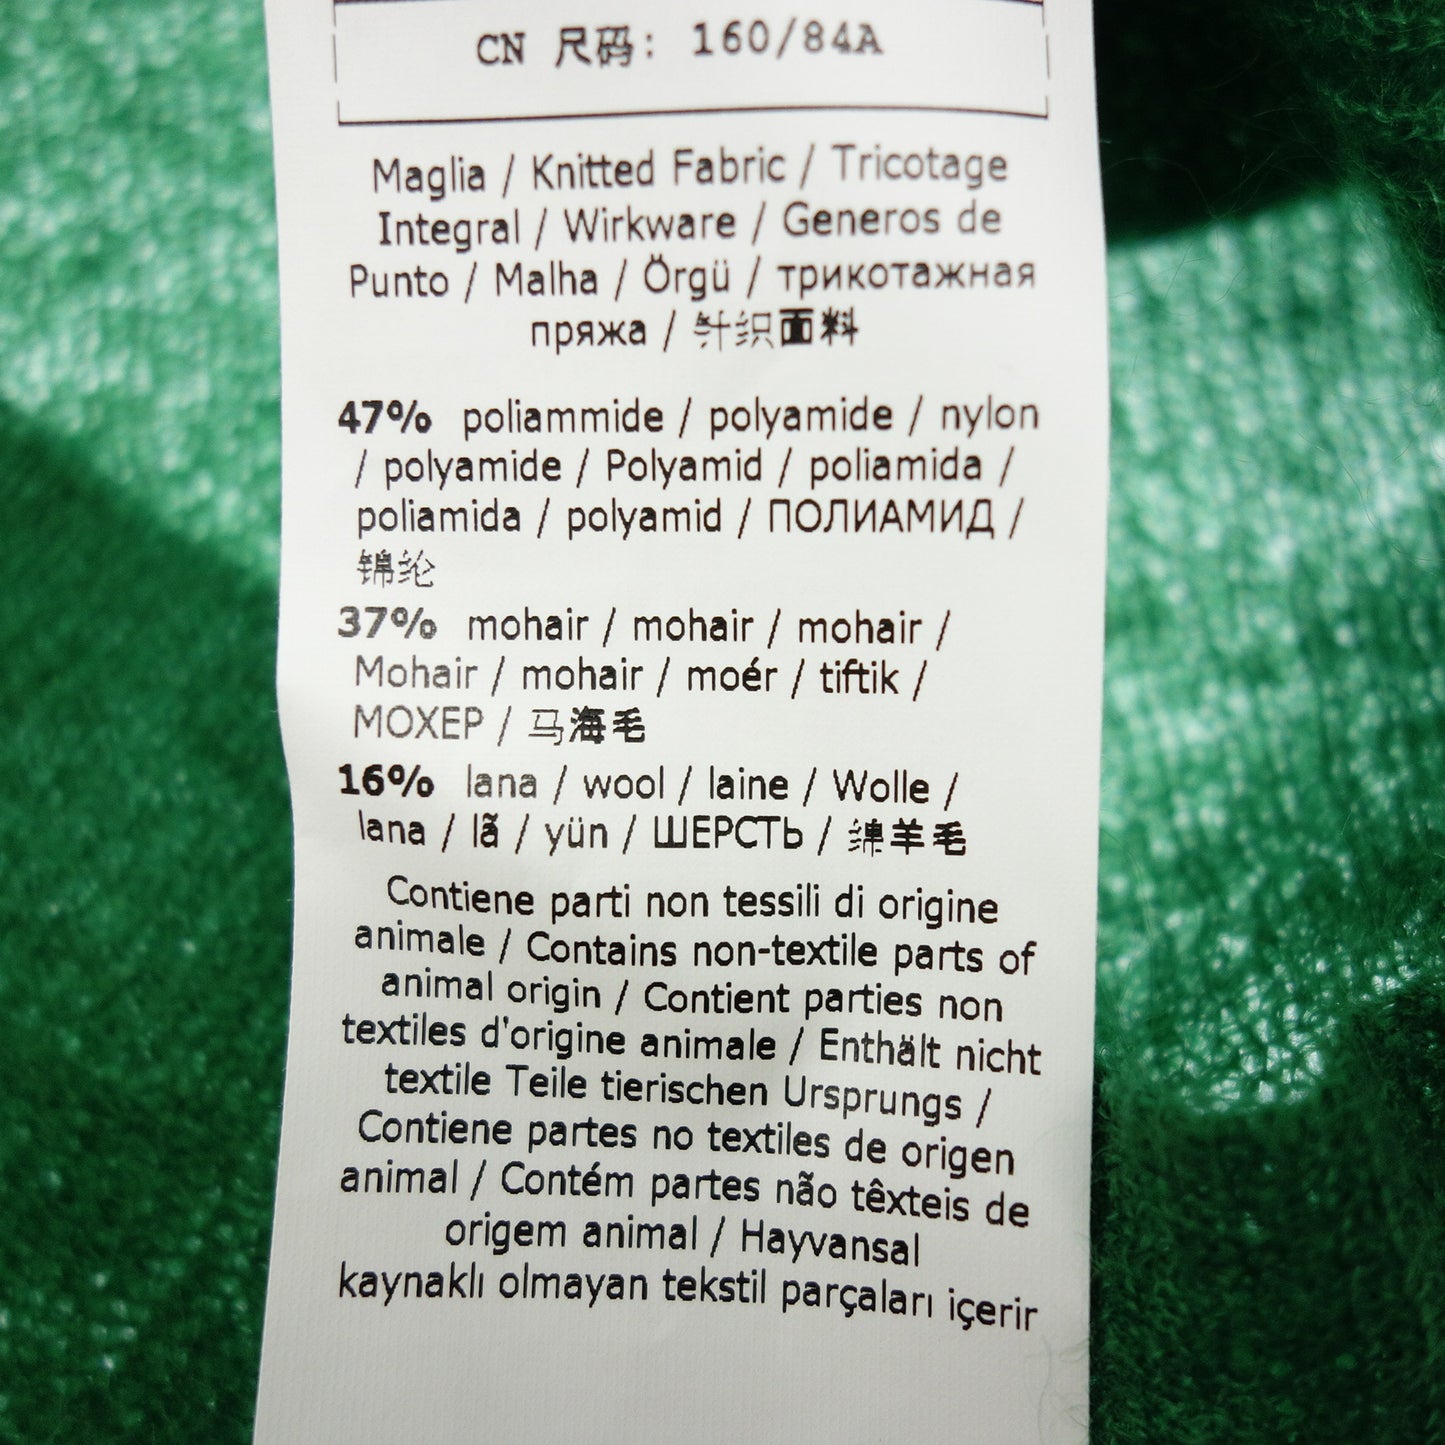 CN 尺码: 160/84A
Maglia / Knitted Fabric / Tricotage
Integral / Wirkware / Generos de
Punto / Malha / Örgü / трикотажная
пряжа / 针织面料
47% poliammide / polyamide / nylon
/ polyamide / Polyamid / poliamida /
poliamida / polyamid / ПОЛИАМИД /
锦纶
37% mohair / mohair / mohair /
Mohair / mohair / moér / tiftik /
МОХЕР / 马海毛
16% lana / wool / laine / Wolle /
lana / lã / yün / ШЕРСТЬ / 绵羊毛
Contiene parti non tessili di origine
animale / Contains non-textile parts of
animal origin / Contient parties non
textiles d'origine animale / Enthält nicht
textile Teile tierischen Ursprungs /
Contiene partes no textiles de origen
animal / Contém partes não têxteis de
origem animal / Hayvansal
kaynaklı olmayan tekstil parçaları içerir